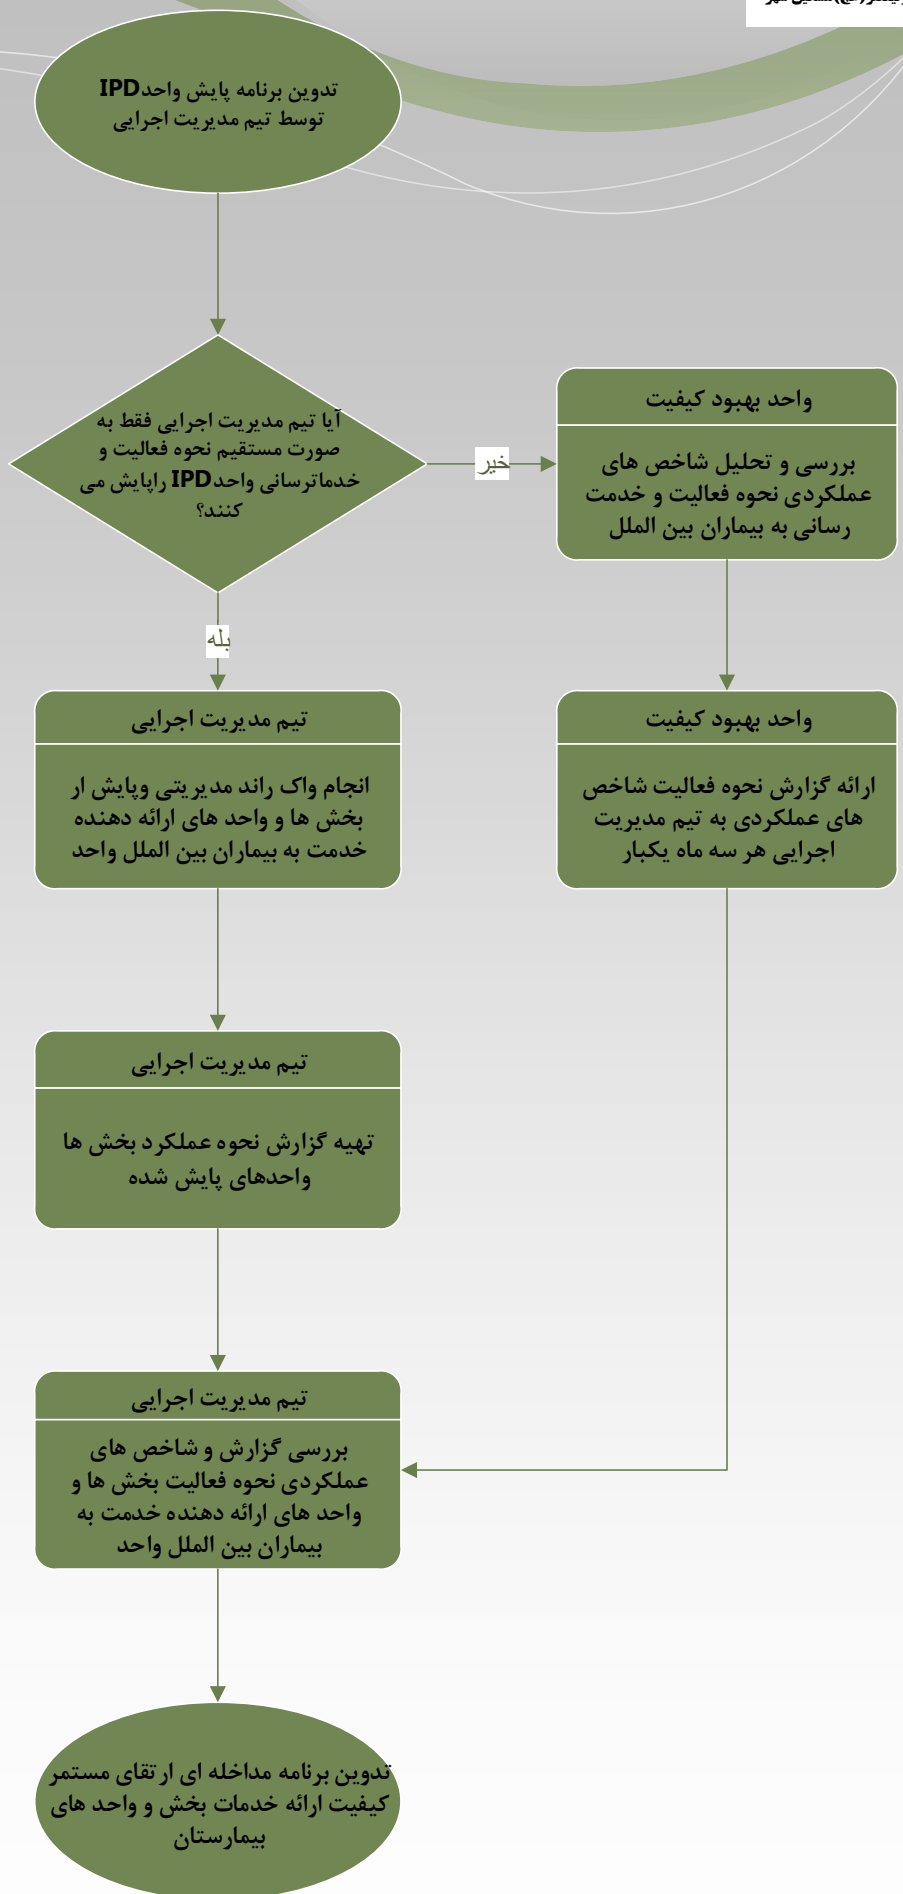 تدوین برنامه پایش واحدIPD
توسط تیم مدیریت اجرایی
آیا تیم مدیریت اجرایی فقط به
صورت مستقیم نحوه فعالیت و
خدماترسانی واحدIPD راپایش می
کنند؟
خیر
واحد بهبود کیفیت
بررسی و تحلیل شاخص های
عملکردی نحوه فعالیت و خدمت
رسانی به بیماران بین الملل
بله
تیم مدیریت اجرایی
انجام واک راند مدیریتی وپایش ار
بخش ها و واحد های ارائه دهنده
خدمت به بیماران بین الملل واحد
واحد بهبود کیفیت
ارائه گزارش نحوه فعالیت شاخص
های عملکردی به تیم مدیریت
اجرایی هر سه ماه یکبار
تیم مدیریت اجرایی
تهیه گزارش نحوه عملکرد بخش ها
واحدهای پایش شده
تیم مدیریت اجرایی
بررسی گزارش و شاخص های
عملکردی نحوه فعالیت بخش ها و
واحد های ارائه دهنده خدمت به
بیماران بین الملل واحد
تدوین برنامه مداخله ای ارتقای مستمر
کیفیت ارائه خدمات بخش و واحد های
بیمارستان